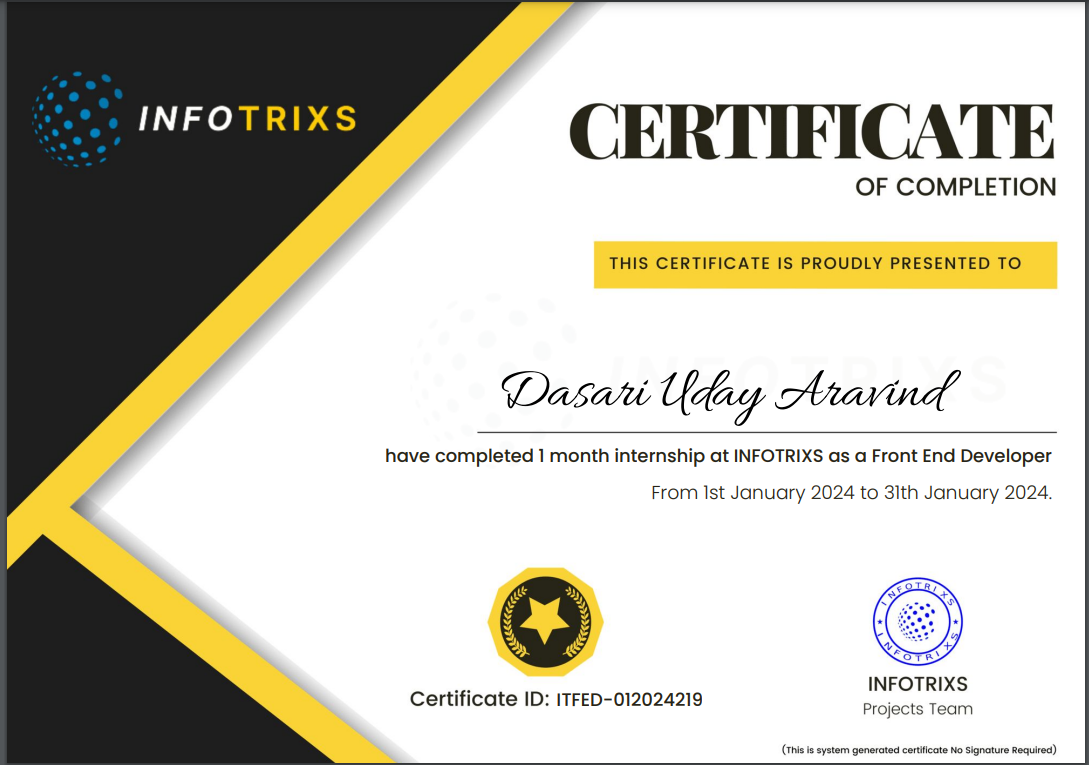 INFOTRIXS
CERTIFICATE
OF COMPLETION
THIS CERTIFICATE IS PROUDLY PRESENTED TO
INFOTRIXS
Dasari Uday Aravind
have completed 1 month internship at INFOTRIXS as a Front End Developer
From 1st January 2024 to 31th January 2024.
INFOTRIXS
INFOTRIXS
INFOTRIXS
Projects Team
Certificate ID: ITFED-012024219
(This is system generated certificate No Signature Required)